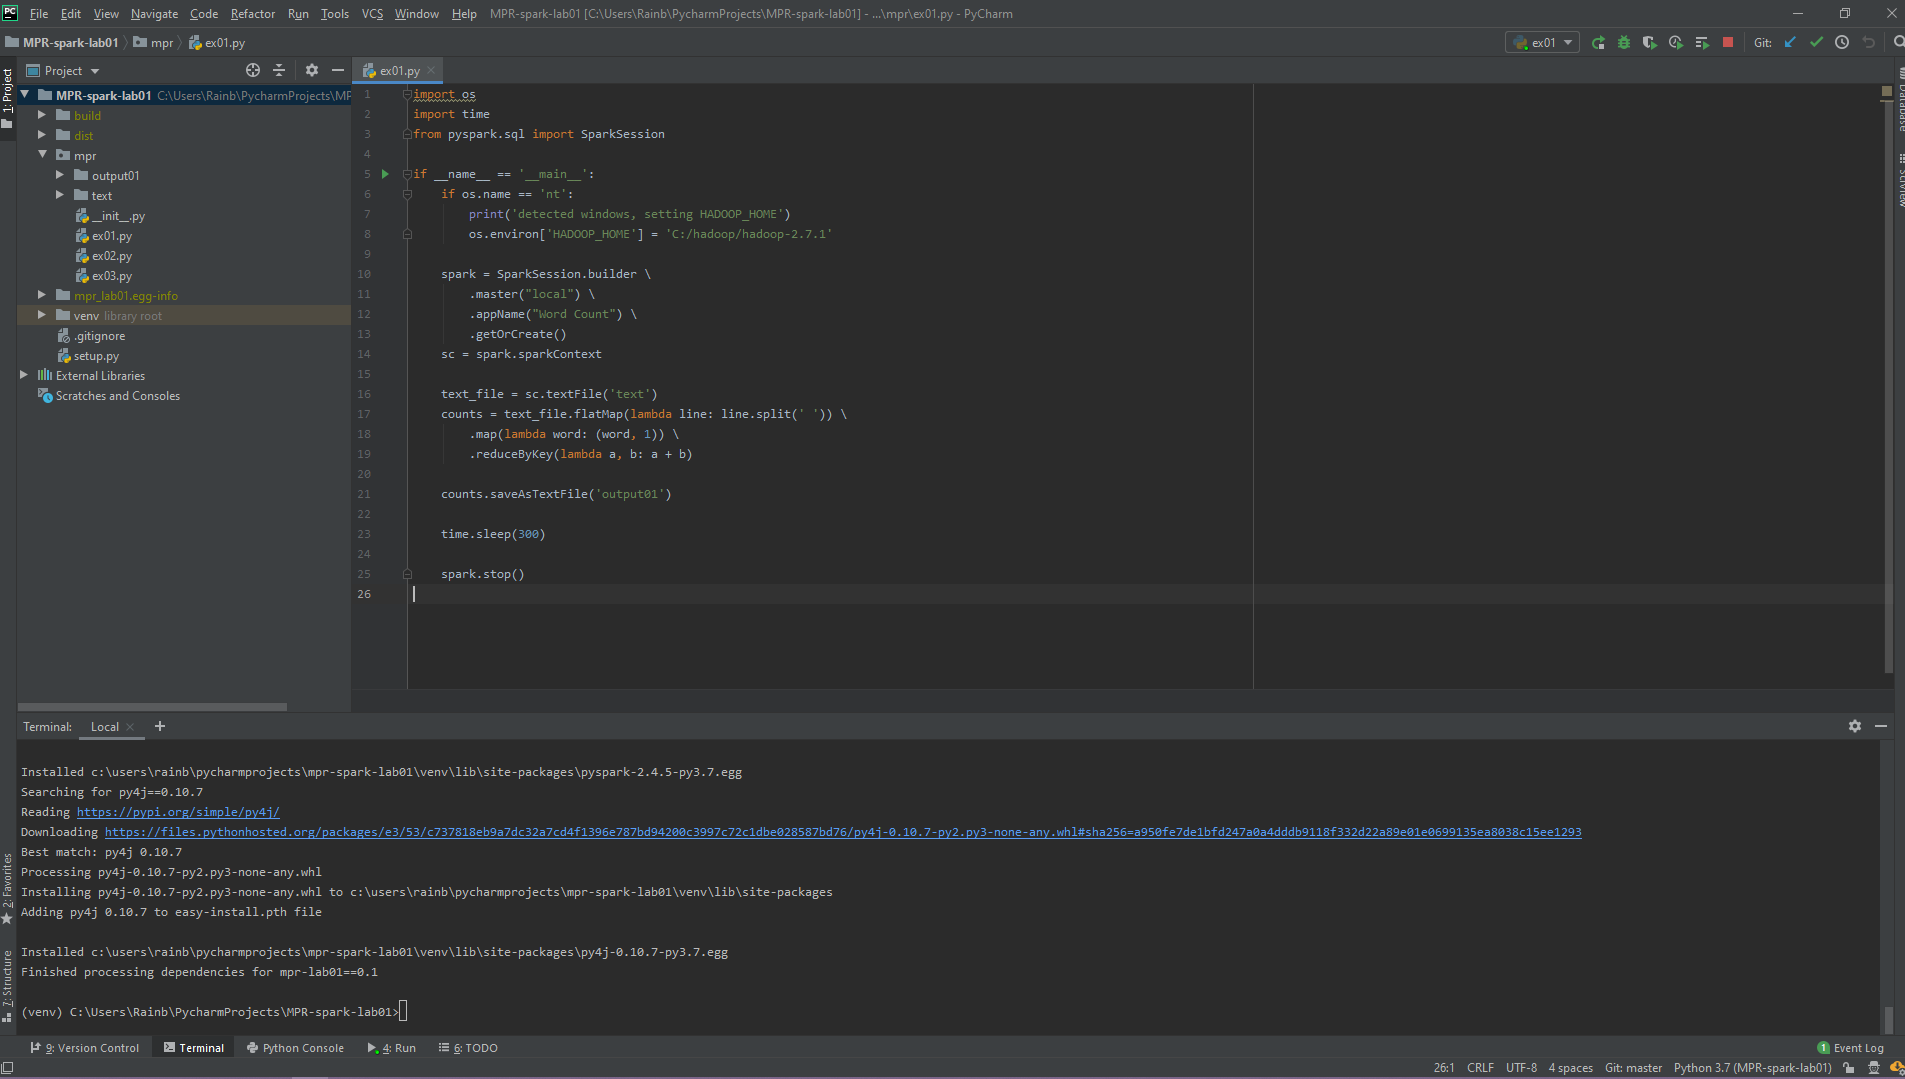 PC File Edit View Navigate Code Refactor Run Tools VCS Window Help MPR-spark-lab01 [C:\Users\Rainb\PycharmProjects\MPR-spark-lab01] - ...\mpr\ex01.py - PyCharm
MPR-spark-lab01 mpr ex01.py ex01 Git:
Project
ex01.py
1: Project
MPR-spark-lab01 C:\Users\Rainb\PycharmProjects\MP
build
dist
mpr
output01
text
__init__.py
ex01.py
ex02.py
ex03.py
mpr_lab01.egg-info
venv library root
.gitignore
setup.py
External Libraries
Scratches and Consoles
1 import os
2 import time
3 from pyspark.sql import SparkSession
4
5 if __name__ == '__main__':
6 if os.name == 'nt':
7 print('detected windows, setting HADOOP_HOME')
8 os.environ['HADOOP_HOME'] = 'C:/hadoop/hadoop-2.7.1'
9
10 spark = SparkSession.builder \
11 .master("local") \
12 .appName("Word Count") \
13 .getOrCreate()
14 sc = spark.sparkContext
15
16 text_file = sc.textFile('text')
17 counts = text_file.flatMap(lambda line: line.split(' ')) \
18 .map(lambda word: (word, 1)) \
19 .reduceByKey(lambda a, b: a + b)
20
21 counts.saveAsTextFile('output01')
22
23 time.sleep(300)
24
25 spark.stop()
26
Database
SciView
Terminal: Local
Installed c:\users\rainb\pycharmprojects\mpr-spark-lab01\venv\lib\site-packages\pyspark-2.4.5-py3.7.egg
Searching for py4j==0.10.7
Reading https://pypi.org/simple/py4j/
Downloading https://files.pythonhosted.org/packages/e3/53/c737818eb9a7dc32a7cd4f1396e787bd94200c3997c72c1dbe028587bd76/py4j-0.10.7-py2.py3-none-any.whl#sha256=a950fe7de1bfd247a0a4dddb9118f332d22a89e01e0699135ea8038c15ee1293
Best match: py4j 0.10.7
Processing py4j-0.10.7-py2.py3-none-any.whl
Installing py4j-0.10.7-py2.py3-none-any.whl to c:\users\rainb\pycharmprojects\mpr-spark-lab01\venv\lib\site-packages
Adding py4j 0.10.7 to easy-install.pth file
Installed c:\users\rainb\pycharmprojects\mpr-spark-lab01\venv\lib\site-packages\py4j-0.10.7-py3.7.egg
Finished processing dependencies for mpr-lab01==0.1
(venv) C:\Users\Rainb\PycharmProjects\MPR-spark-lab01>
2: Favorites
7: Structure
9: Version Control Terminal Python Console 4: Run 6: TODO 1 Event Log
26:1 CRLF UTF-8 4 spaces Git: master Python 3.7 (MPR-spark-lab01)